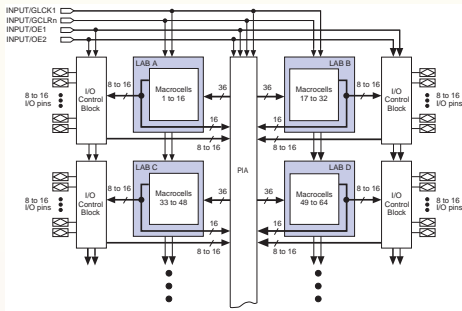 INPUT/GLCK1
INPUT/GCLRn
INPUT/OE1
INPUT/OE2
LAB A
LAB B
8 to 16
I/O pins
I/O
Control
Block
8 to 16
Macrocells
1 to 16
36
36
Macrocells
17 to 32
8 to 16
I/O
Control
Block
8 to 16
I/O pins
16
16
8 to 16
8 to 16
PIA
LAB C
LAB D
8 to 16
I/O pins
I/O
Control
Block
8 to 16
Macrocells
33 to 48
36
36
Macrocells
49 to 64
8 to 16
I/O
Control
Block
8 to 16
I/O pins
16
16
8 to 16
8 to 16